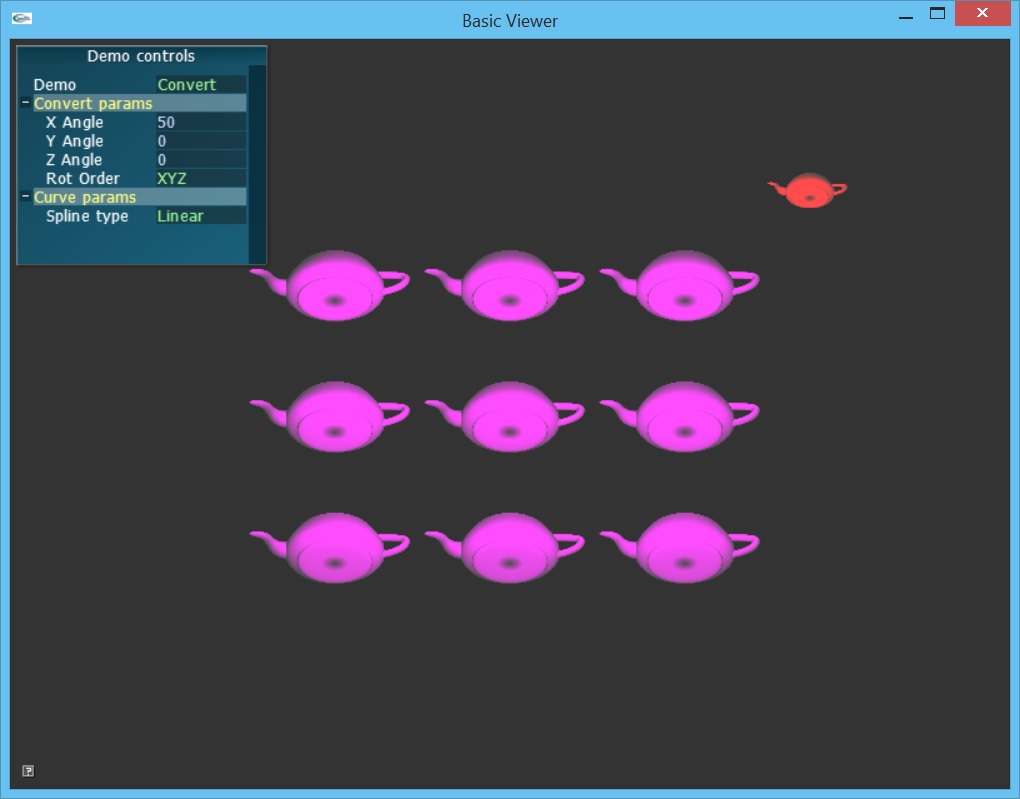 Basic Viewer
Demo controls
Demo Convert
− Convert params
X Angle 50
Y Angle 0
Z Angle 0
Rot Order XYZ
− Curve params
Spline type Linear
?